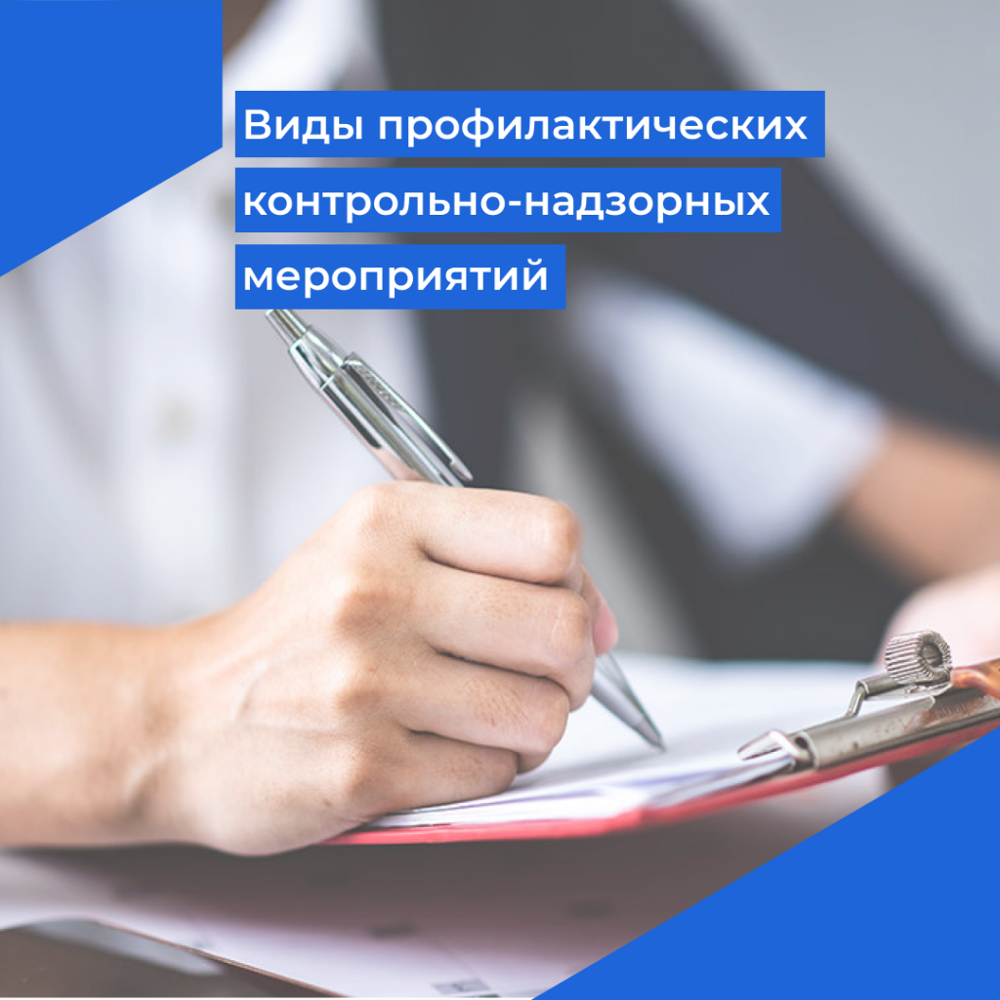 Виды профилактических
контрольно-надзорных
мероприятий